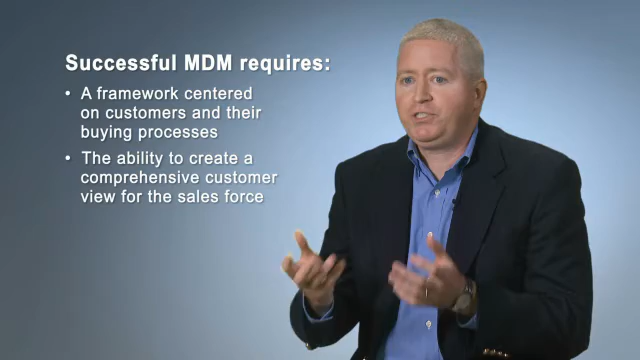 Successful MDM requires:
• A framework centered
on customers and their
buying processes
• The ability to create a
comprehensive customer
view for the sales force